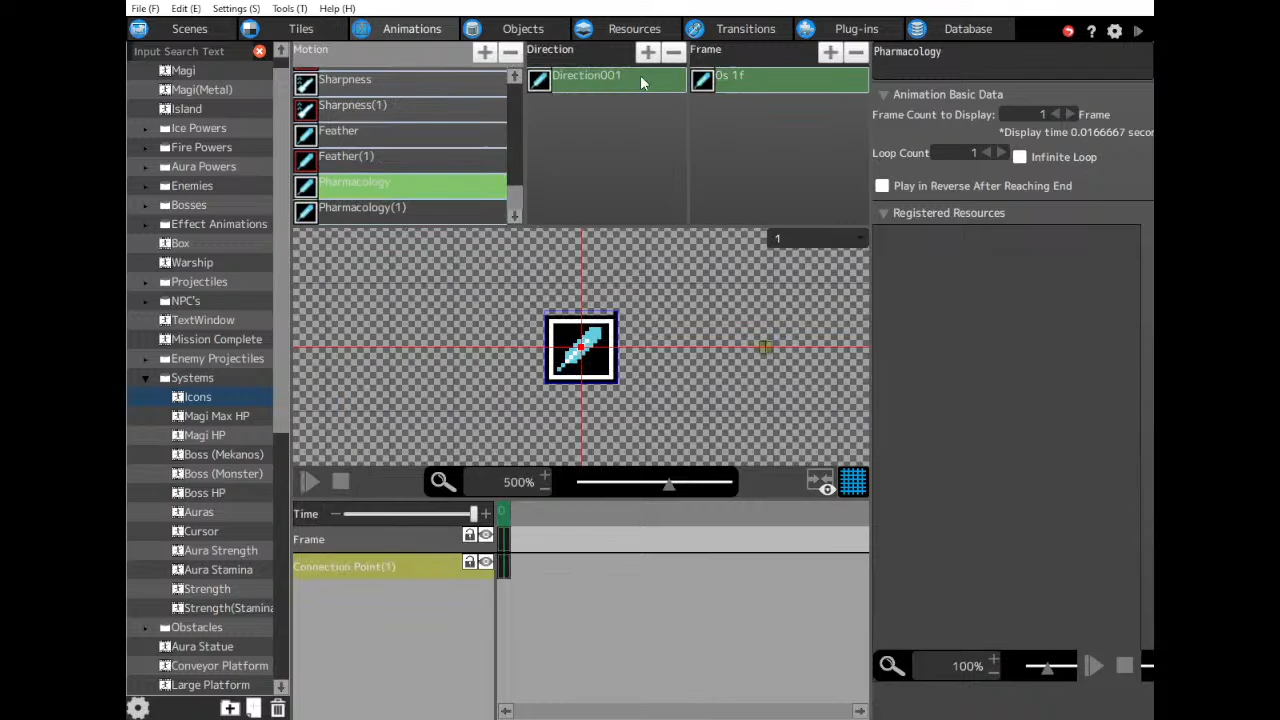 File (F) Edit (E) Settings (S) Tools (T) Help (H)
Scenes Tiles Animations Objects Resources Transitions Plug-ins Database
Input Search Text
Magi
Magi(Metal)
Island
Ice Powers
Fire Powers
Aura Powers
Enemies
Bosses
Effect Animations
Box
Warship
Projectiles
NPC's
TextWindow
Mission Complete
Enemy Projectiles
Systems
Icons
Magi Max HP
Magi HP
Boss (Mekanos)
Boss (Monster)
Boss HP
Auras
Cursor
Aura Strength
Aura Stamina
Strength
Strength(Stamina
Obstacles
Aura Statue
Conveyor Platform
Large Platform
Motion
Sharpness
Sharpness(1)
Feather
Feather(1)
Pharmacology
Pharmacology(1)
Direction
Direction001
Frame
0s 1f
1
500%
Time
0
Frame
Connection Point(1)
Pharmacology
Animation Basic Data
Frame Count to Display: 1 Frame
*Display time 0.0166667 secor
Loop Count 1 Infinite Loop
Play in Reverse After Reaching End
Registered Resources
100%